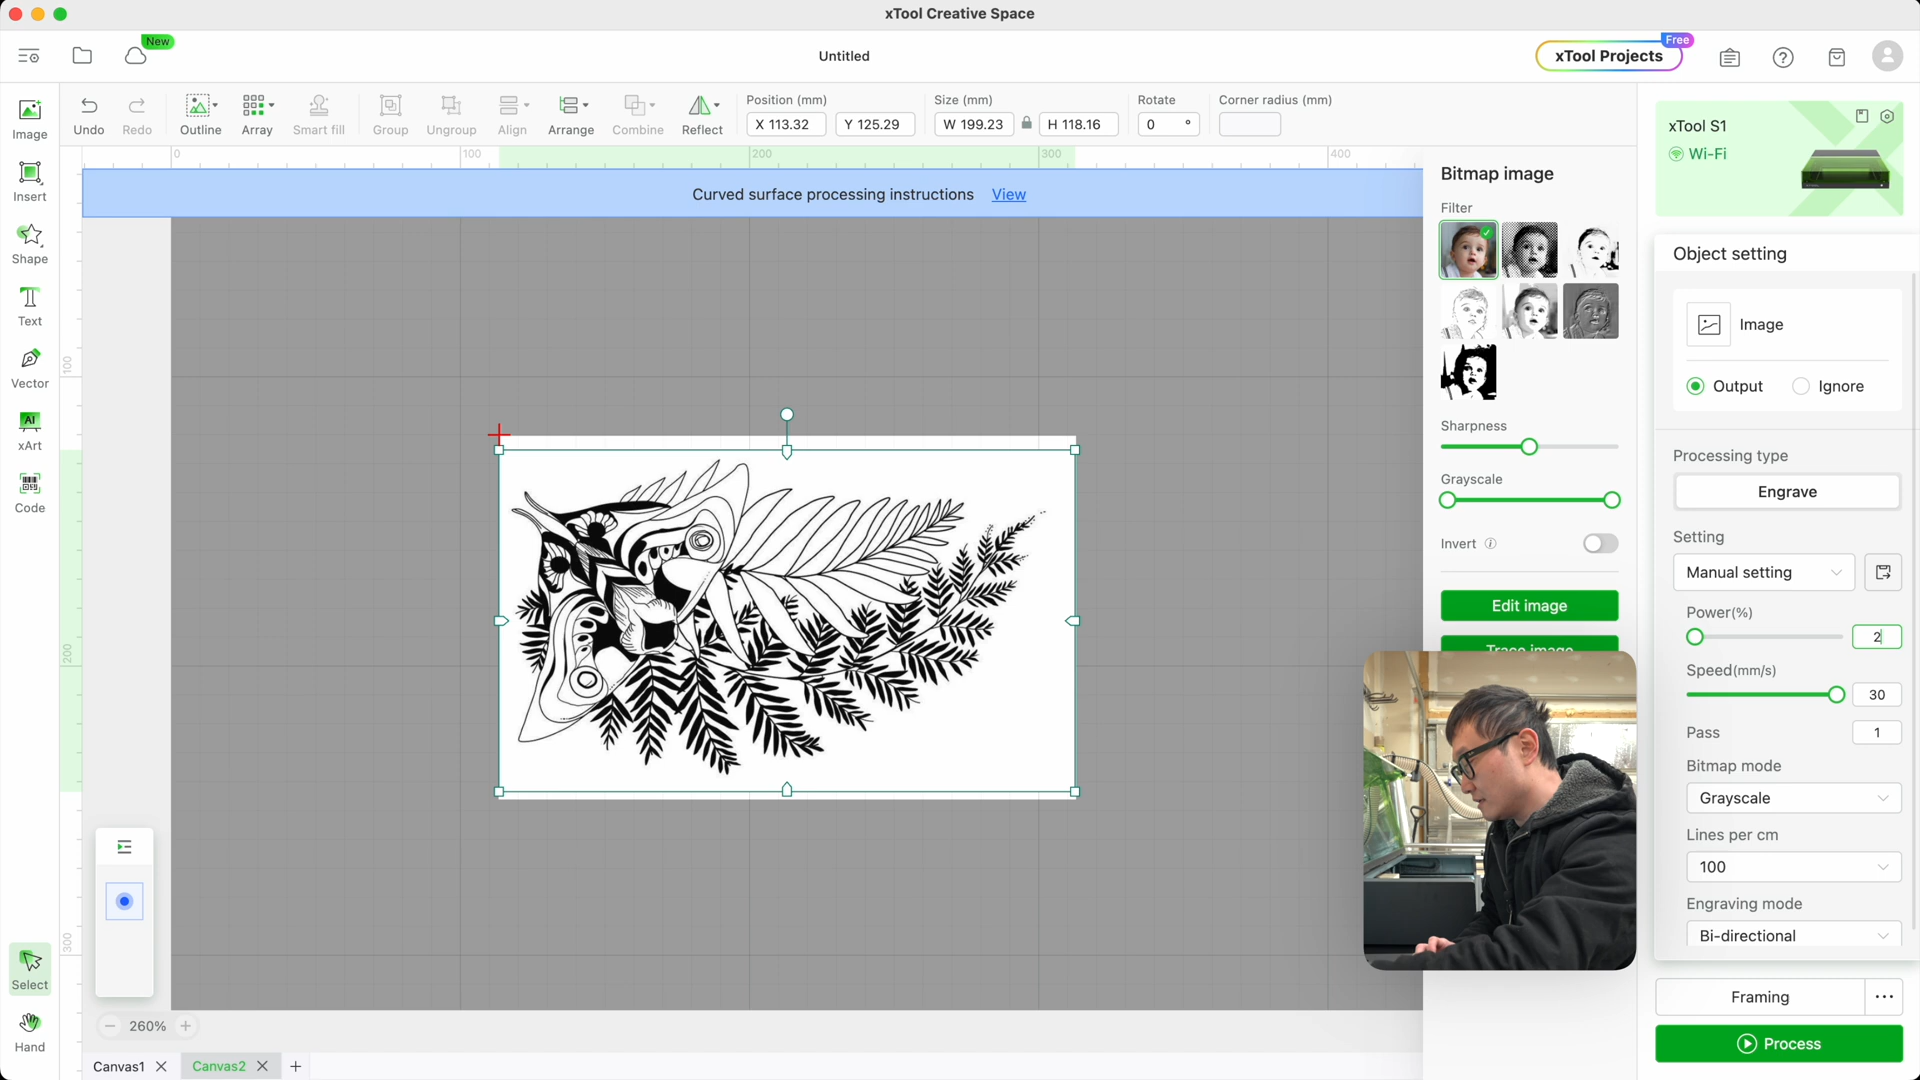 xTool Creative Space
New
Untitled
Free
xTool Projects
Image
Insert
Shape
Text
Vector
AI
xArt
Code
Select
Hand
Undo
Redo
Outline
Array
Smart fill
Group
Ungroup
Align
Arrange
Combine
Reflect
Position (mm)
X 113.32
Y 125.29
Size (mm)
W 199.23
H 118.16
Rotate
0 °
Corner radius (mm)
0
100
200
300
400
100
200
300
Curved surface processing instructions View
260%
Canvas1
Canvas2
Bitmap image
Filter
Sharpness
Grayscale
Invert
Edit image
Trace image
xTool S1
Wi-Fi
Object setting
Image
Output
Ignore
Processing type
Engrave
Setting
Manual setting
Power(%)
2
Speed(mm/s)
30
Pass
1
Bitmap mode
Grayscale
Lines per cm
100
Engraving mode
Bi-directional
Framing
Process